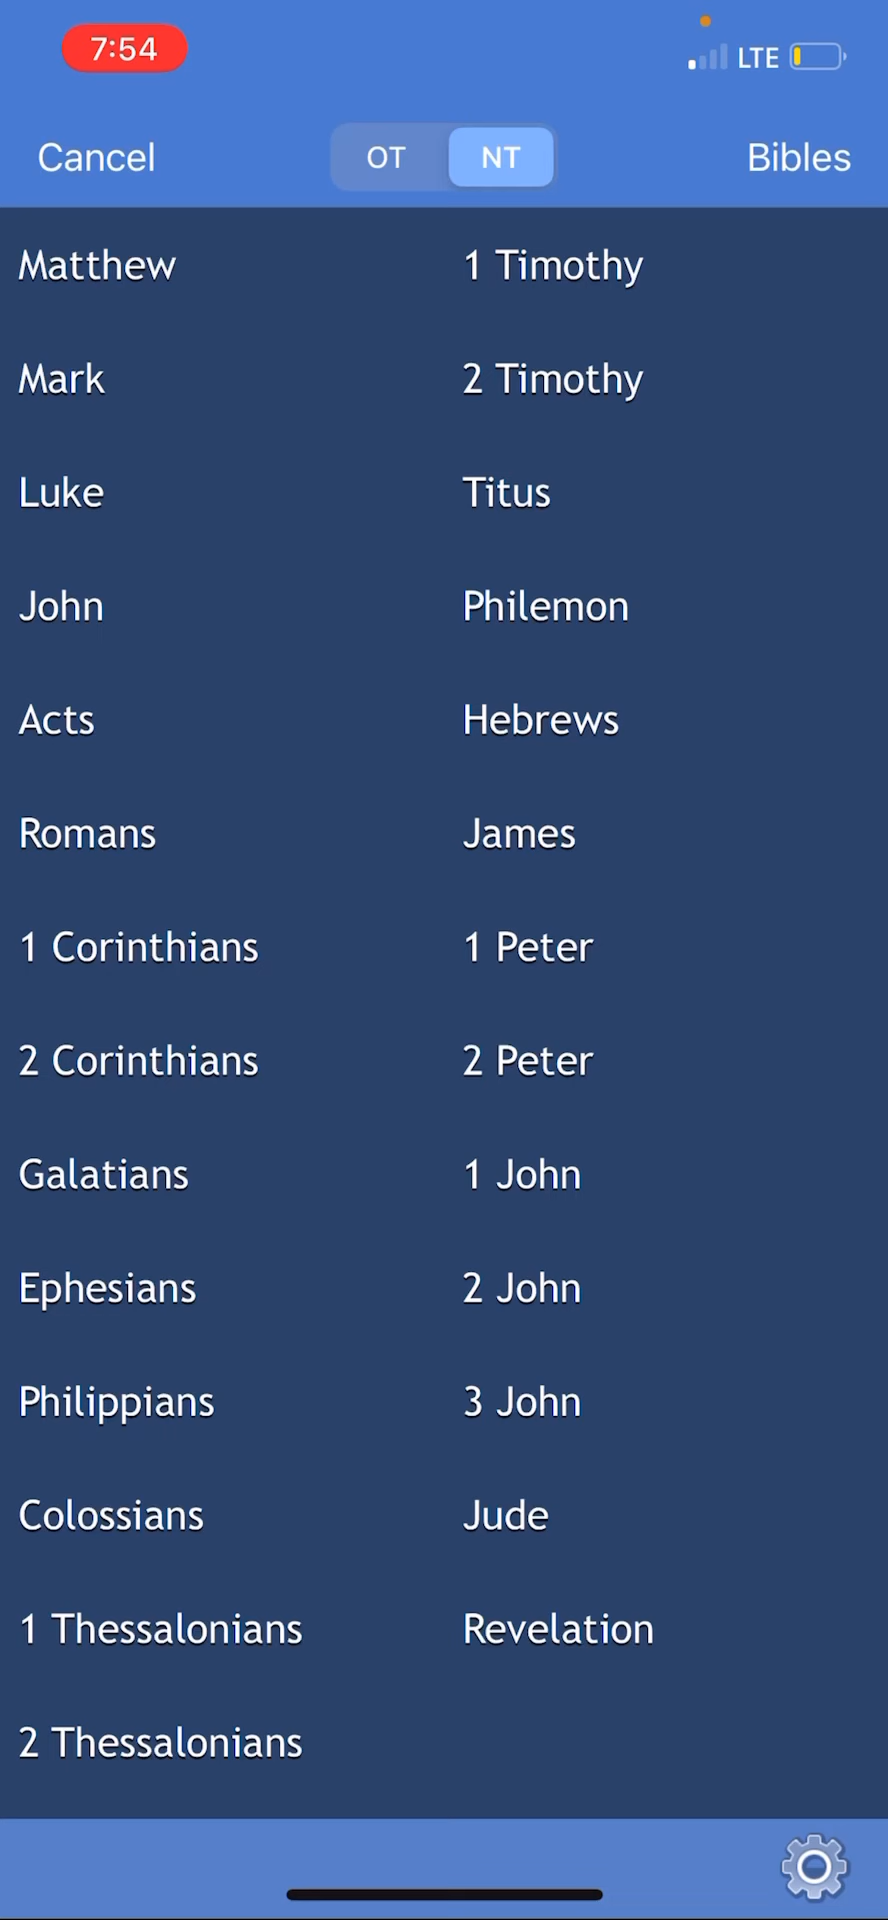 7:54 LTE
Cancel OT NT Bibles
Matthew
Mark
Luke
John
Acts
Romans
1 Corinthians
2 Corinthians
Galatians
Ephesians
Philippians
Colossians
1 Thessalonians
2 Thessalonians
1 Timothy
2 Timothy
Titus
Philemon
Hebrews
James
1 Peter
2 Peter
1 John
2 John
3 John
Jude
Revelation